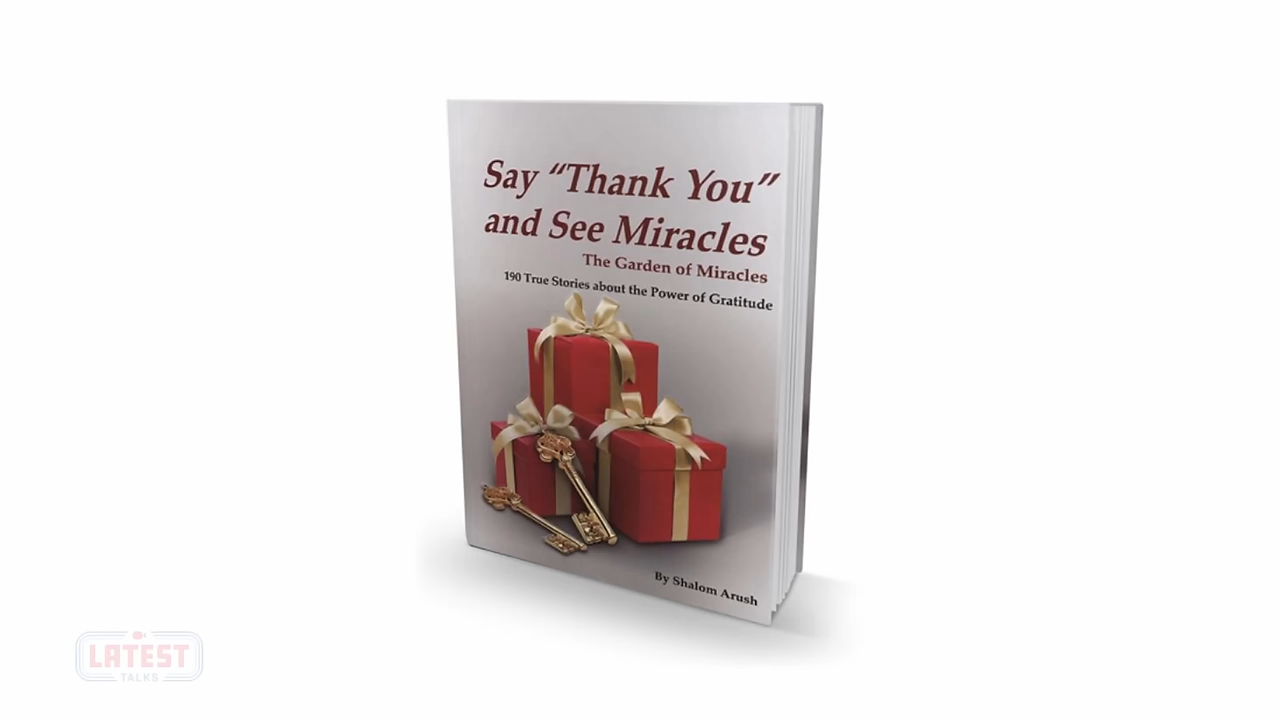 Say “Thank You”
and See Miracles
The Garden of Miracles
190 True Stories about the Power of Gratitude
By Shalom Arush
LATEST
TALKS